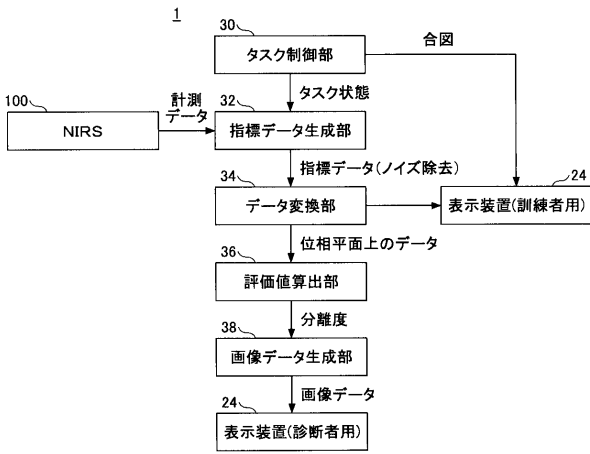 1
30
タスク制御部
合図
タスク状態
100
NIRS
計測
データ
32
指標データ生成部
指標データ(ノイズ除去)
34
データ変換部
24
表示装置(訓練者用)
位相平面上のデータ
36
評価値算出部
分離度
38
画像データ生成部
画像データ
24
表示装置(診断者用)